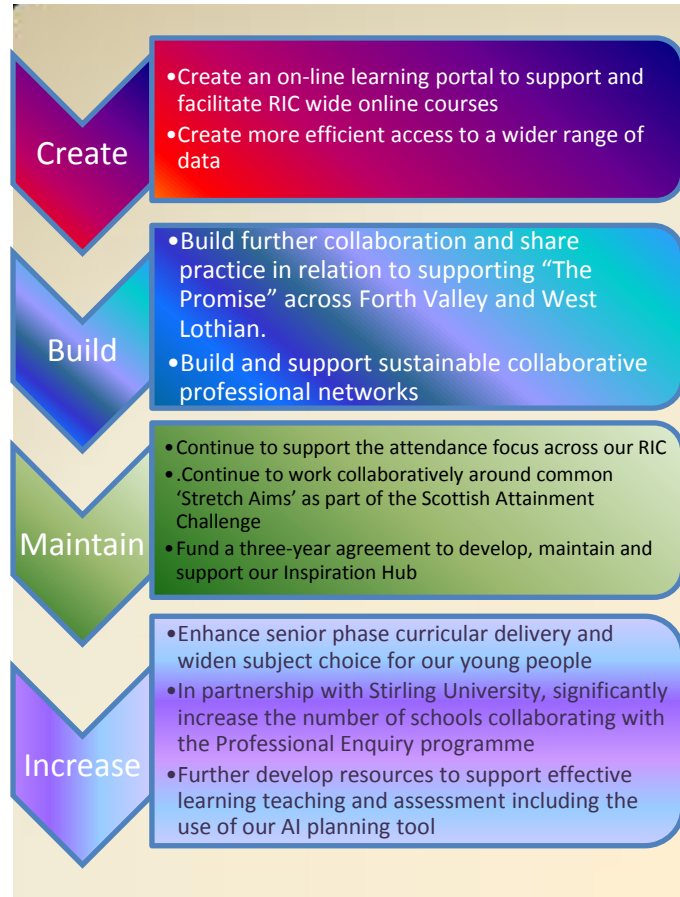 Create
•Create an on-line learning portal to support and
facilitate RIC wide online courses
•Create more efficient access to a wider range of
data
Build
•Build further collaboration and share
practice in relation to supporting “The
Promise” across Forth Valley and West
Lothian.
•Build and support sustainable collaborative
professional networks
Maintain
•Continue to support the attendance focus across our RIC
•.Continue to work collaboratively around common
‘Stretch Aims’ as part of the Scottish Attainment
Challenge
•Fund a three-year agreement to develop, maintain and
support our Inspiration Hub
Increase
•Enhance senior phase curricular delivery and
widen subject choice for our young people
•In partnership with Stirling University, significantly
increase the number of schools collaborating with
the Professional Enquiry programme
•Further develop resources to support effective
learning teaching and assessment including the
use of our AI planning tool